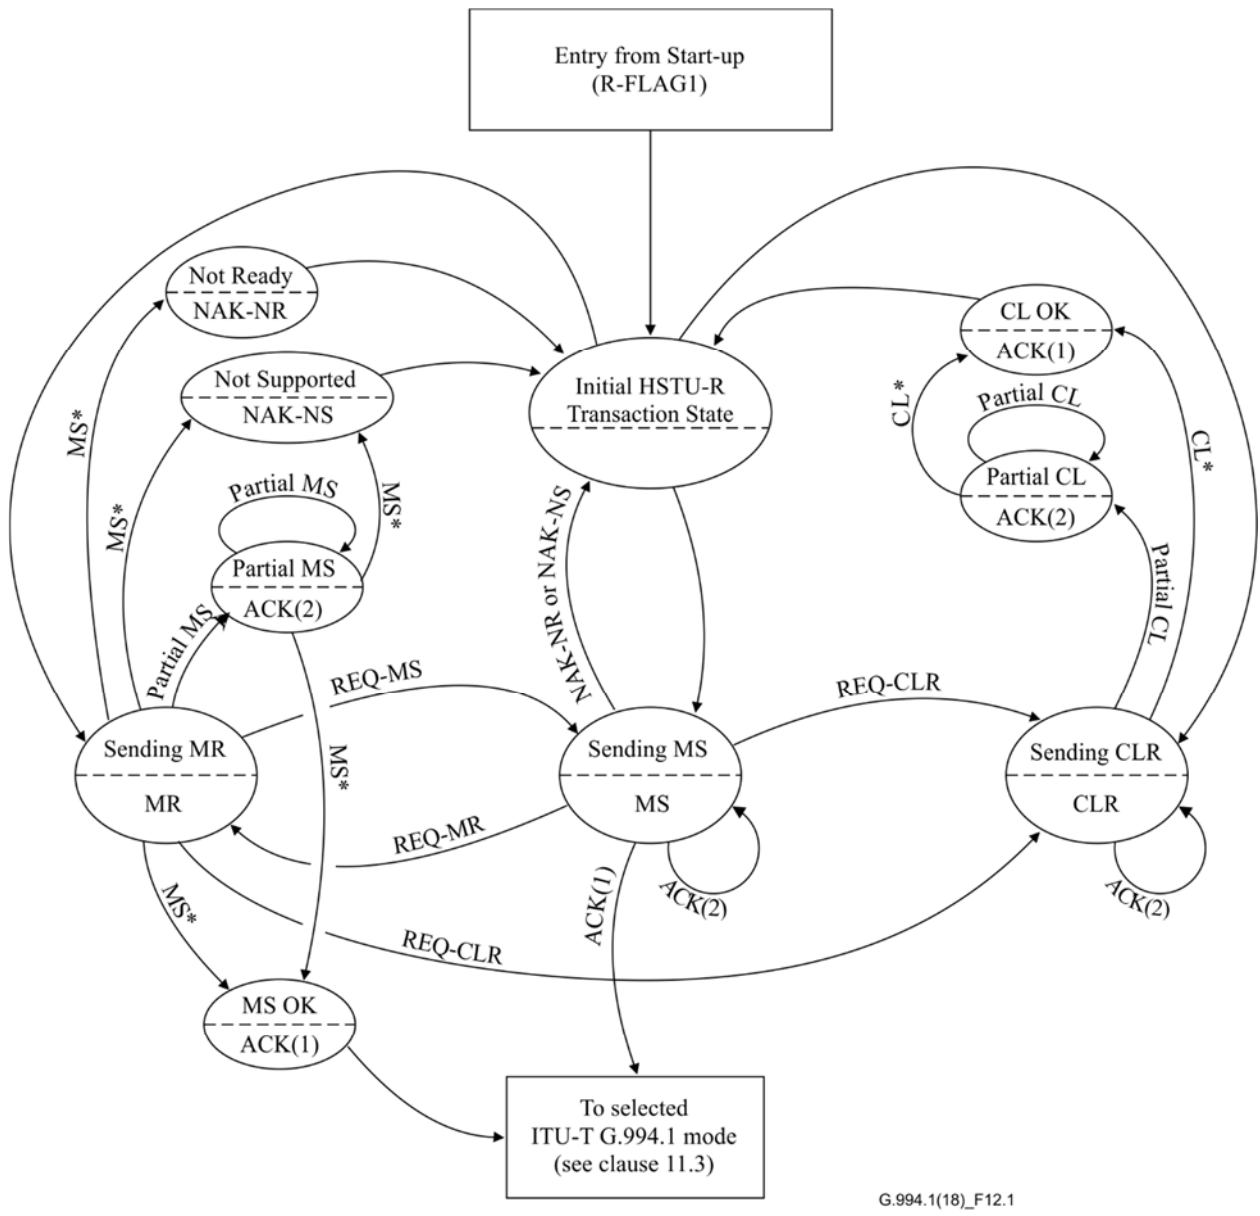 Entry from Start-up
(R-FLAG1)
Not Ready
NAK-NR
CL OK
ACK(1)
Not Supported
NAK-NS
Initial HSTU-R
Transaction State
MS*
CL*
Partial CL
CL*
Partial CL
ACK(2)
MS*
Partial MS
MS*
Partial MS
ACK(2)
NAK-NR or NAK-NS
Partial CL
Partial MS
REQ-MS
REQ-CLR
MS*
Sending MR
MR
Sending MS
MS
Sending CLR
CLR
REQ-MR
MS*
ACK(1)
ACK(2)
ACK(2)
REQ-CLR
MS OK
ACK(1)
To selected
ITU-T G.994.1 mode
(see clause 11.3)
G.994.1(18)_F12.1